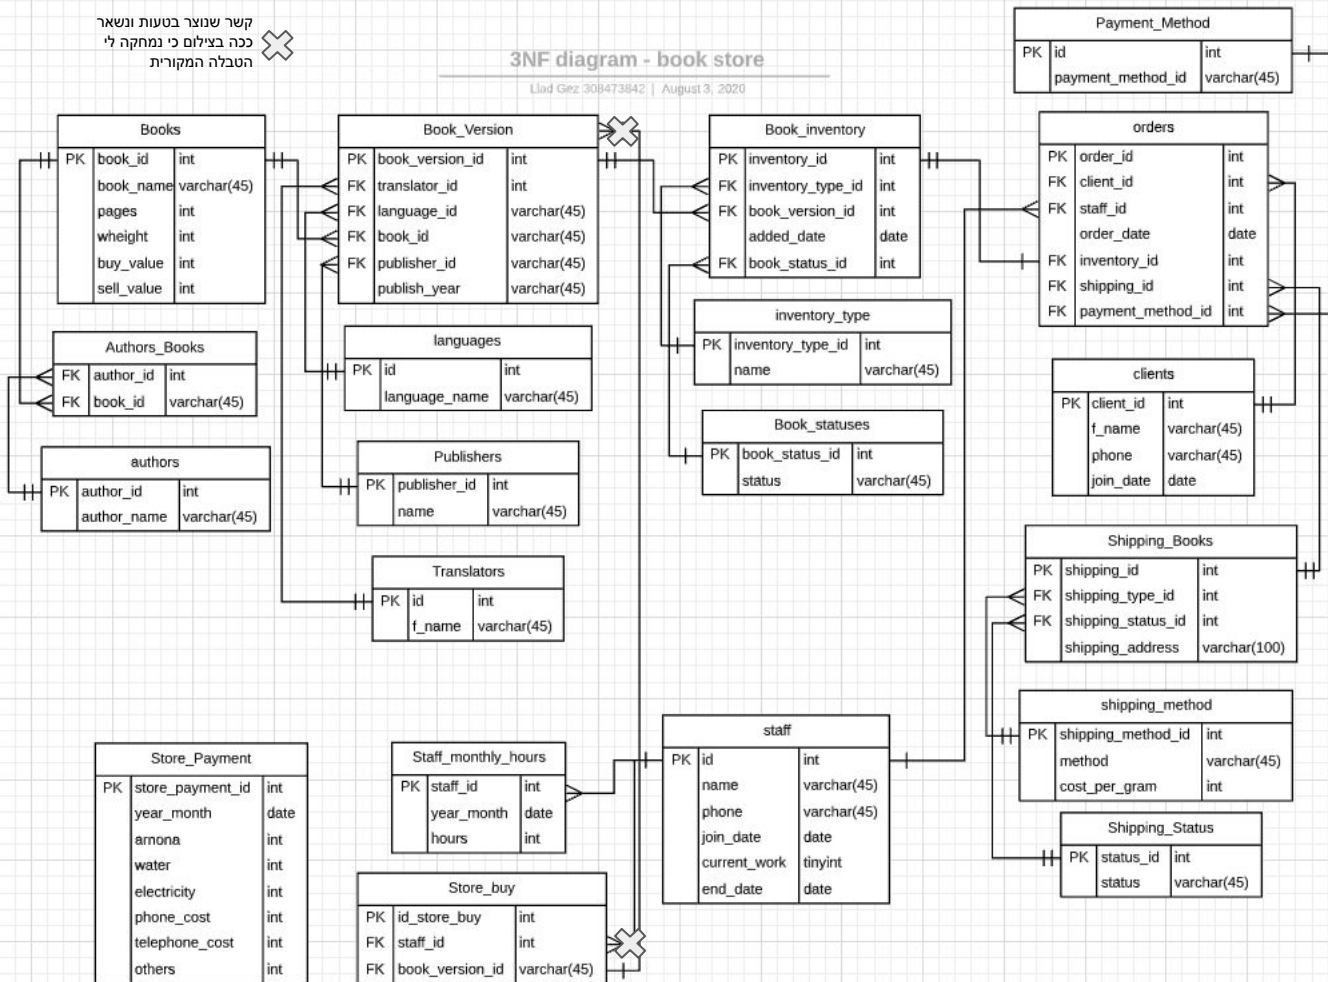 קשר שנוצר בטעות ונשאר
ככה בצילום כי נמחקה לי
הטבלה המקורית
3NF diagram - book store
Llad Gez 308473842 | August 3, 2020
Books
PK book_id int
book_name varchar(45)
pages int
wheight int
buy_value int
sell_value int
Authors_Books
FK author_id int
FK book_id varchar(45)
authors
PK author_id int
author_name varchar(45)
Book_Version
PK book_version_id int
FK translator_id int
FK language_id varchar(45)
FK book_id varchar(45)
FK publisher_id varchar(45)
publish_year varchar(45)
languages
PK id int
language_name varchar(45)
Publishers
PK publisher_id int
name varchar(45)
Translators
PK id int
f_name varchar(45)
Book_inventory
PK inventory_id int
FK inventory_type_id int
FK book_version_id int
added_date date
FK book_status_id int
inventory_type
PK inventory_type_id int
name varchar(45)
Book_statuses
PK book_status_id int
status varchar(45)
Payment_Method
PK id int
payment_method_id varchar(45)
orders
PK order_id int
FK client_id int
FK staff_id int
order_date date
FK inventory_id int
FK shipping_id int
FK payment_method_id int
clients
PK client_id int
f_name varchar(45)
phone varchar(45)
join_date date
Shipping_Books
PK shipping_id int
FK shipping_type_id int
FK shipping_status_id int
shipping_address varchar(100)
shipping_method
PK shipping_method_id int
method varchar(45)
cost_per_gram int
Shipping_Status
PK status_id int
status varchar(45)
Store_Payment
PK store_payment_id int
year_month date
arnona int
water int
electricity int
phone_cost int
telephone_cost int
others int
Staff_monthly_hours
PK staff_id int
year_month date
hours int
Store_buy
PK id_store_buy int
FK staff_id int
FK book_version_id varchar(45)
staff
PK id int
name varchar(45)
phone varchar(45)
join_date date
current_work tinyint
end_date date